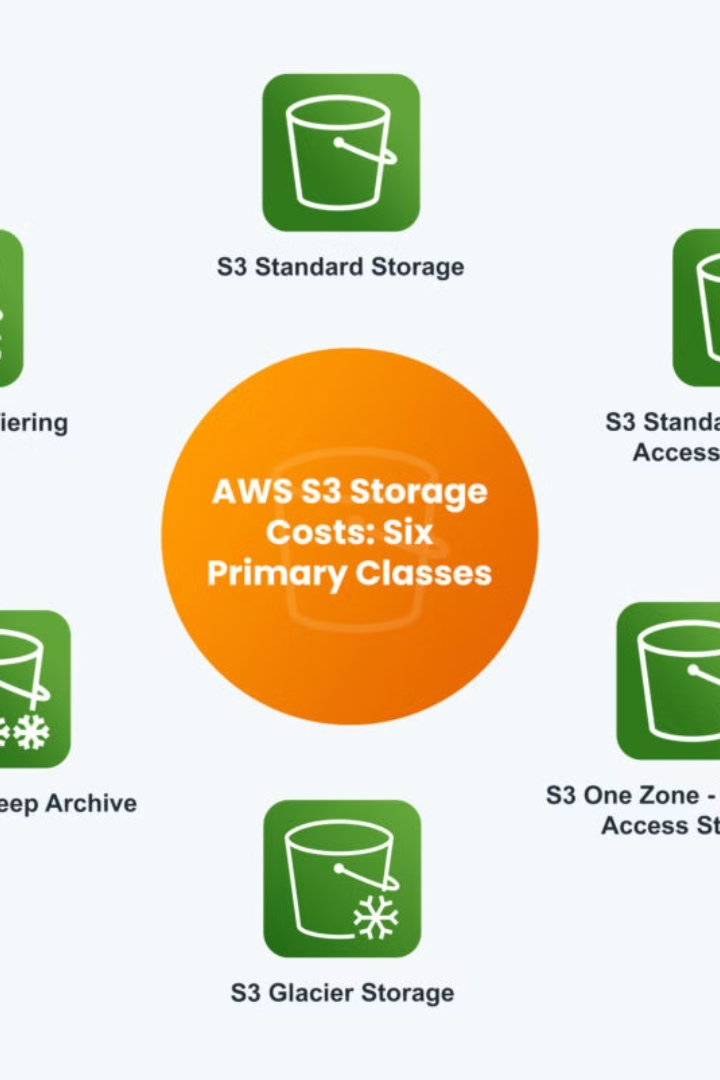 S3 Standard Storage
iering
S3 Standa
Access
AWS S3 Storage
Costs: Six
Primary Classes
eep Archive
S3 One Zone -
Access St
S3 Glacier Storage